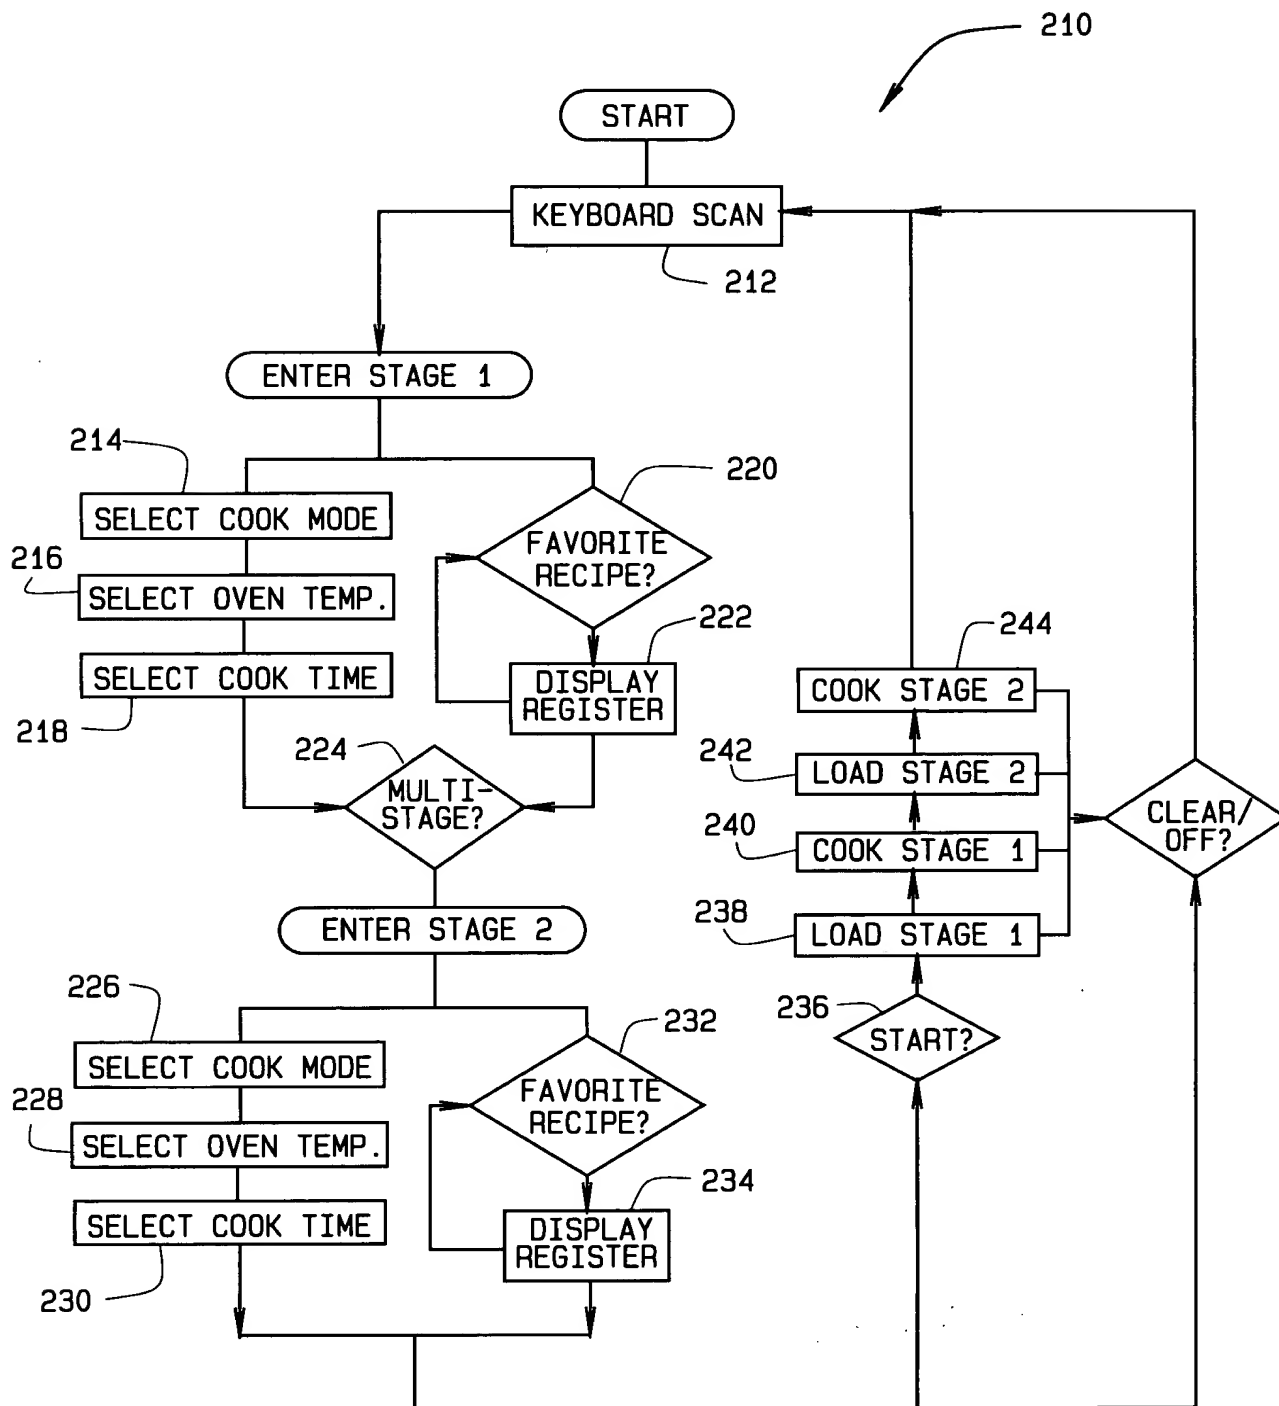 210
START
KEYBOARD SCAN
212
ENTER STAGE 1
214
220
SELECT COOK MODE
FAVORITE
RECIPE?
216
SELECT OVEN TEMP.
222
SELECT COOK TIME
DISPLAY
REGISTER
218
224
MULTI-
STAGE?
244
COOK STAGE 2
242
LOAD STAGE 2
240
COOK STAGE 1
CLEAR/
OFF?
238
LOAD STAGE 1
236
START?
ENTER STAGE 2
226
232
SELECT COOK MODE
FAVORITE
RECIPE?
228
SELECT OVEN TEMP.
234
SELECT COOK TIME
DISPLAY
REGISTER
230